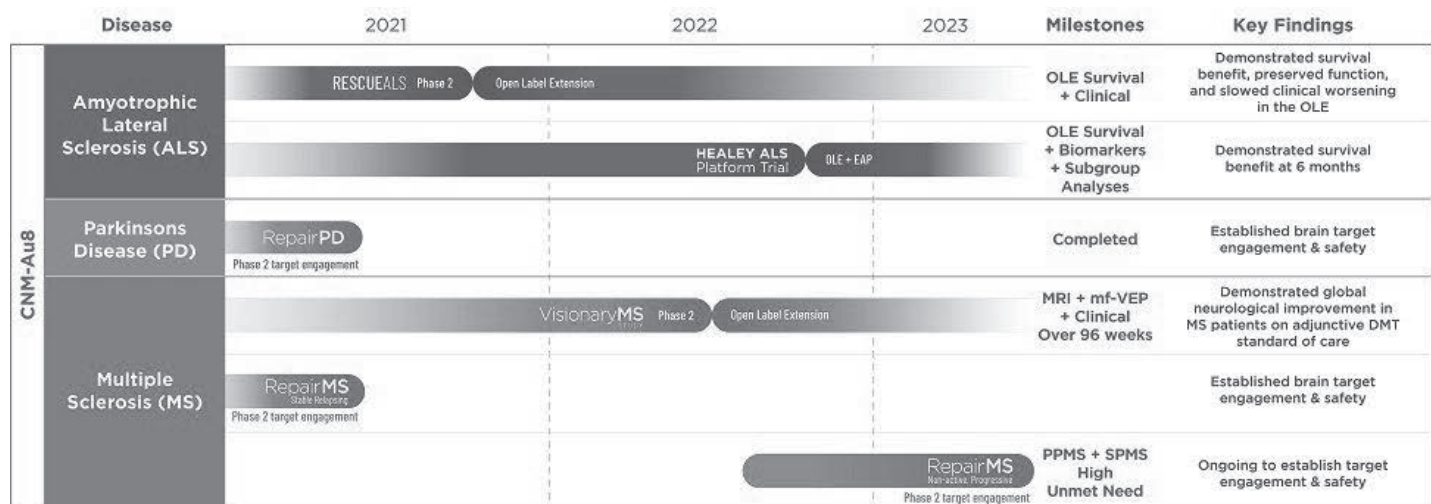 Disease 2021 2022 2023 Milestones Key Findings
CNM-Au8
Amyotrophic
Lateral
Sclerosis (ALS)
RESCUEALS Phase 2 Open Label Extension
OLE Survival
+ Clinical
Demonstrated survival
benefit, preserved function,
and slowed clinical worsening
in the OLE
HEALEY ALS
Platform Trial
OLE + EAP
OLE Survival
+ Biomarkers
+ Subgroup
Analyses
Demonstrated survival
benefit at 6 months
Parkinsons
Disease (PD)
RepairPD
Phase 2 target engagement
Completed
Established brain target
engagement & safety
Multiple
Sclerosis (MS)
VisionaryMS Phase 2 Open Label Extension
STUDY
MRI + mf-VEP
+ Clinical
Over 96 weeks
Demonstrated global
neurological improvement in
MS patients on adjunctive DMT
standard of care
RepairMS
Stable Relapsing
Phase 2 target engagement
Established brain target
engagement & safety
RepairMS
Non-active, Progressive
Phase 2 target engagement
PPMS + SPMS
High
Unmet Need
Ongoing to establish target
engagement & safety